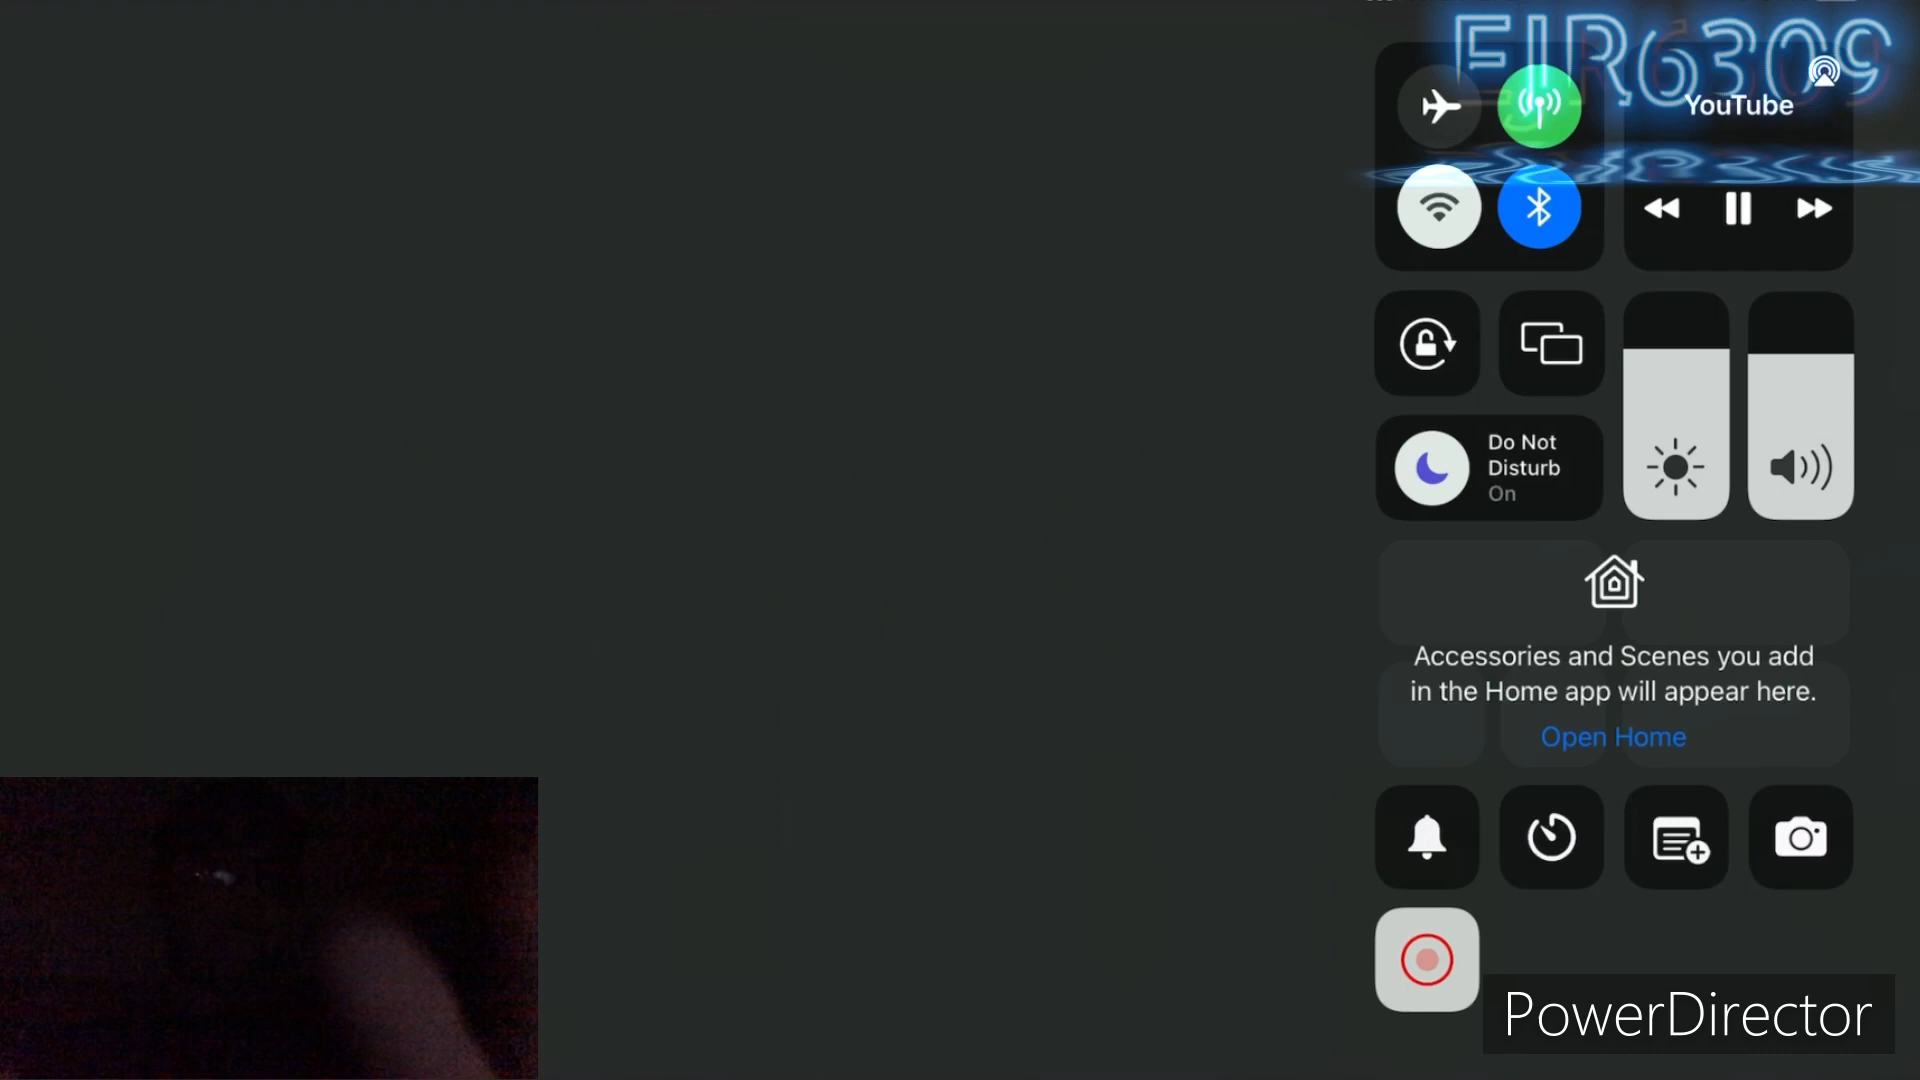 EJR6309
YouTube
Do Not
Disturb
On
Accessories and Scenes you add
in the Home app will appear here.
Open Home
PowerDirector